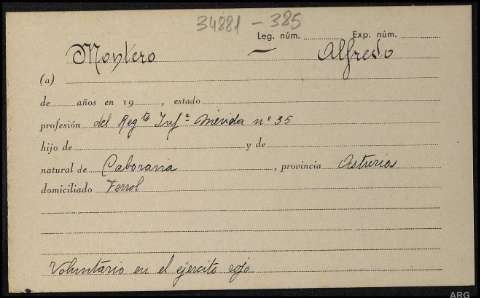 34881 - 385
Leg. núm. Exp. núm.
Montero — Alfredo
(a)
de años en 19 , estado
profesión del Regto Infª Mérida nº 35
hijo de y de
natural de Caboraria , provincia Asturias
domiciliado Ferrol
Voluntario en el ejercito rojo
ARG